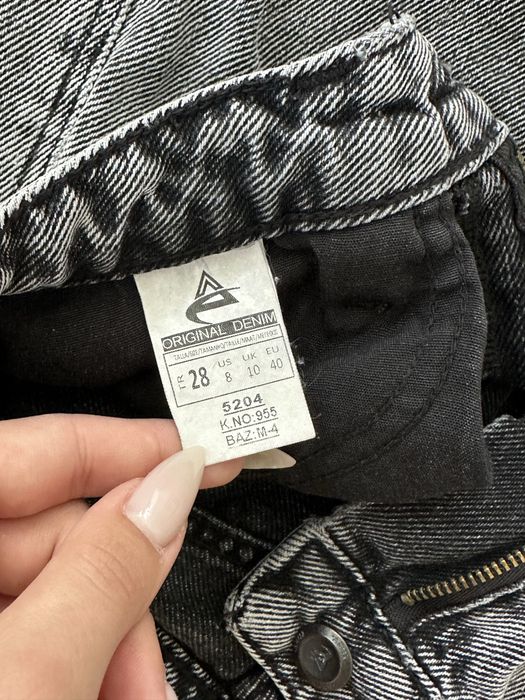 ORIGINAL DENIM
TR 28 US 8 UK 10 EU 40
5204
K.NO:955
BAZ:M-4